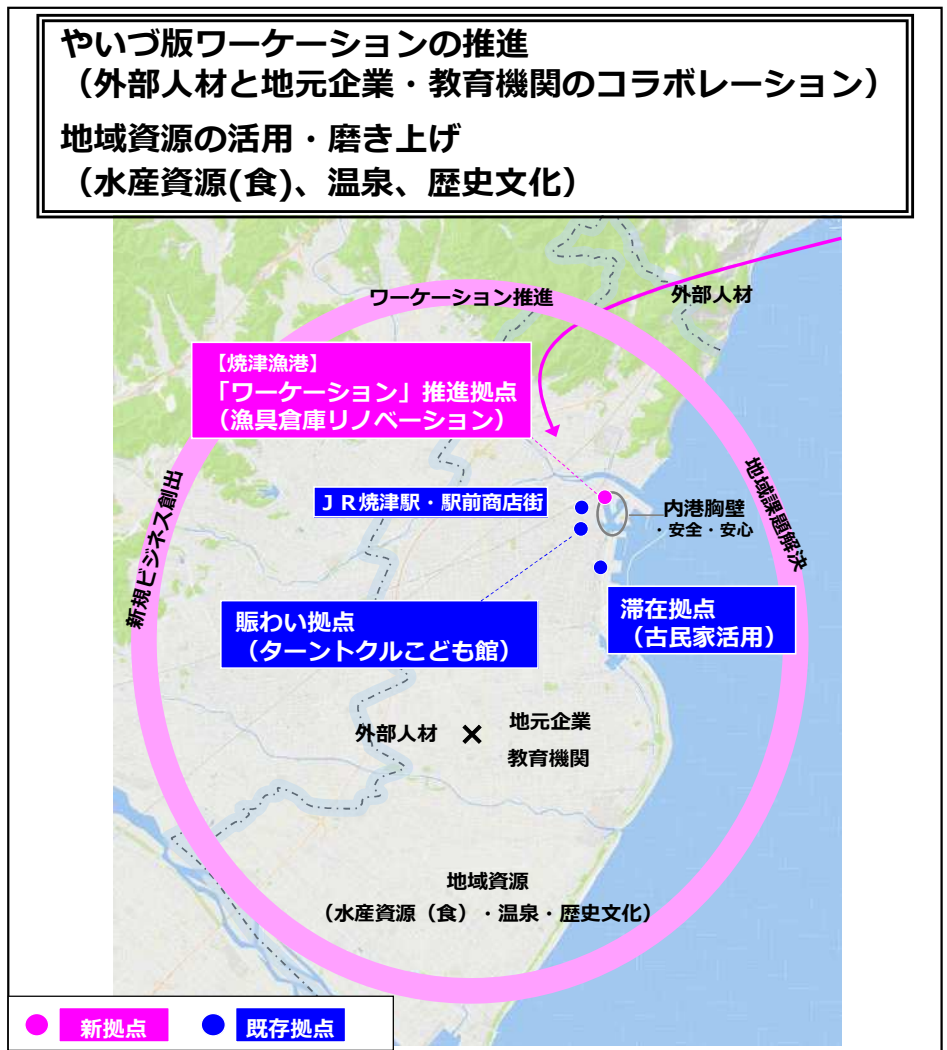 やいづ版ワーケーションの推進
（外部人材と地元企業・教育機関のコラボレーション）
地域資源の活用・磨き上げ
（水産資源(食)、温泉、歴史文化）
ワーケーション推進
外部人材
【焼津漁港】
「ワーケーション」推進拠点
（漁具倉庫リノベーション）
新規ビジネス創出
地域課題解決
ＪＲ焼津駅・駅前商店街
内港胸壁
・安全・安心
賑わい拠点
（ターントクルこども館）
滞在拠点
（古民家活用）
外部人材 × 地元企業
教育機関
地域資源
（水産資源（食）・温泉・歴史文化）
新拠点 既存拠点